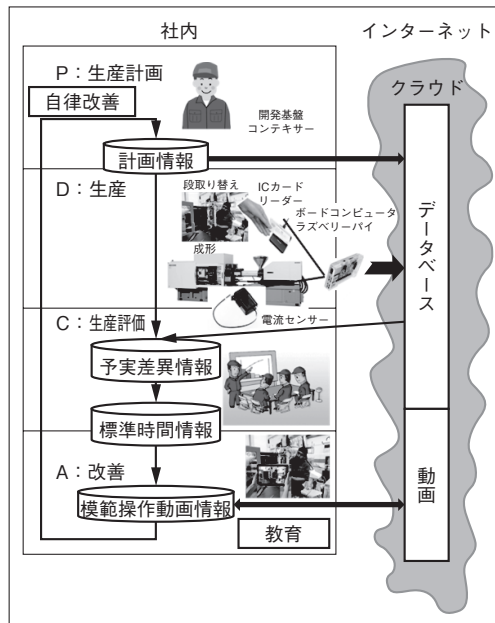 社内
インターネット
P：生産計画
自律改善
開発基盤
コンテキサー
計画情報
クラウド
D：生産
段取り替え
ICカード
リーダー
ボードコンピュータ
ラズベリーパイ
成形
データベース
電流センサー
C：生産評価
予実差異情報
標準時間情報
A：改善
模範操作動画情報
教育
動画